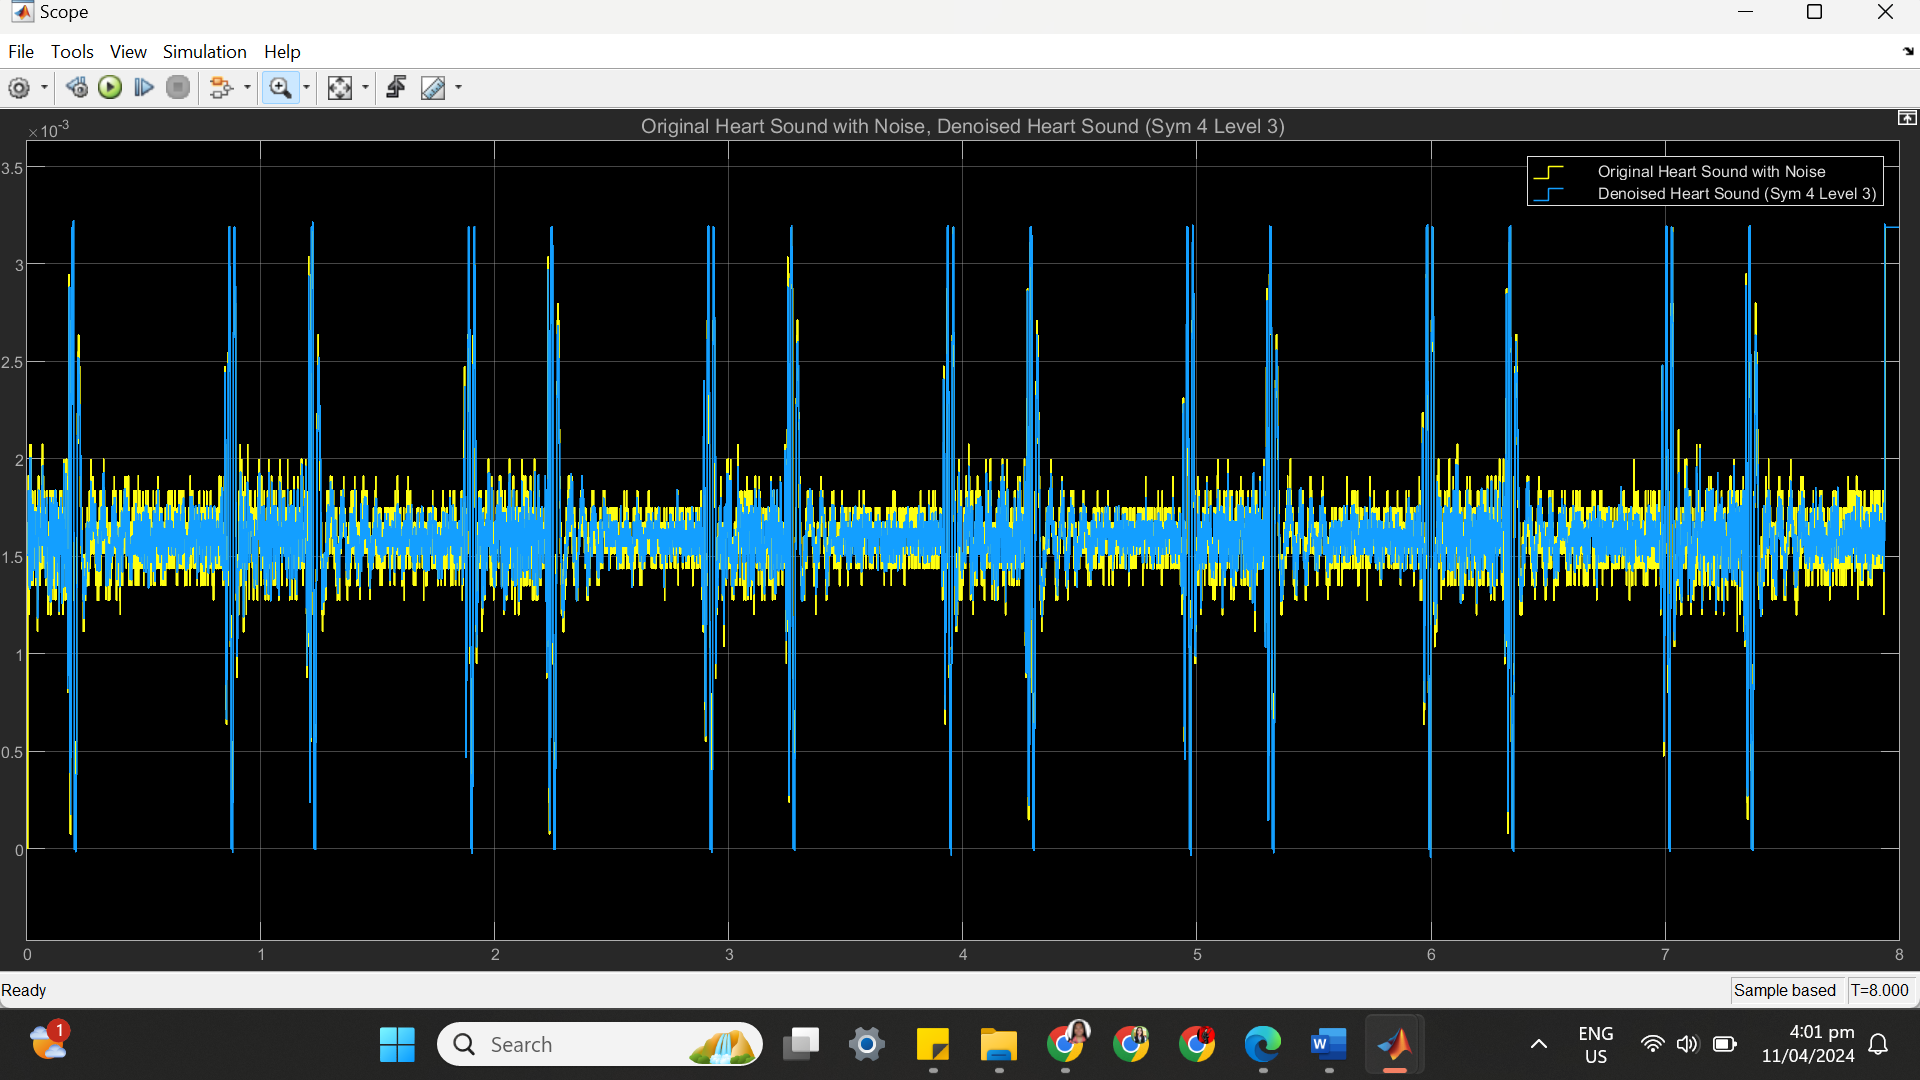 Scope
File Tools View Simulation Help
×10-3
Original Heart Sound with Noise, Denoised Heart Sound (Sym 4 Level 3)
Original Heart Sound with Noise
Denoised Heart Sound (Sym 4 Level 3)
3.5
3
2.5
2
1.5
1
0.5
0
0 1 2 3 4 5 6 7 8
Ready
Sample based T=8.000
1
Search
W
ENG
US
4:01 pm
11/04/2024